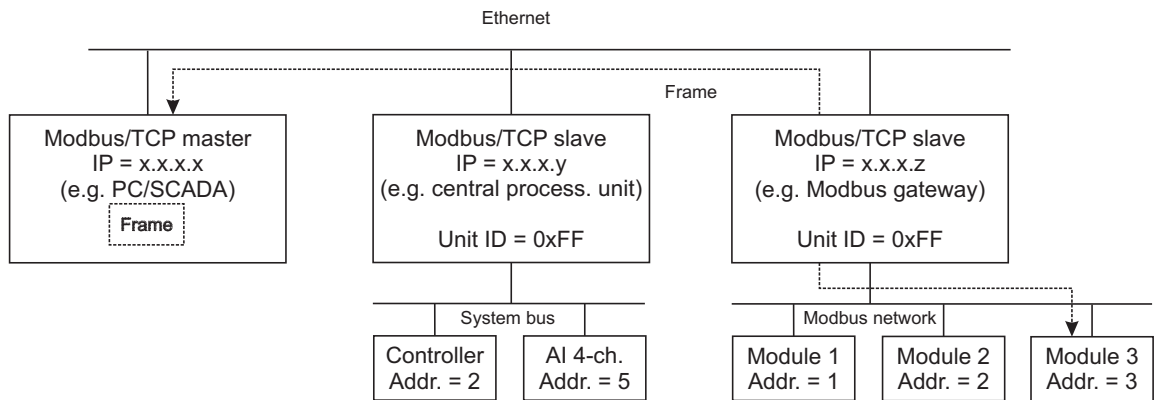 Ethernet
Frame
Modbus/TCP master
IP = x.x.x.x
(e.g. PC/SCADA)
Frame
Modbus/TCP slave
IP = x.x.x.y
(e.g. central process. unit)
Unit ID = 0xFF
Modbus/TCP slave
IP = x.x.x.z
(e.g. Modbus gateway)
Unit ID = 0xFF
System bus
Controller
Addr. = 2
AI 4-ch.
Addr. = 5
Modbus network
Module 1
Addr. = 1
Module 2
Addr. = 2
Module 3
Addr. = 3